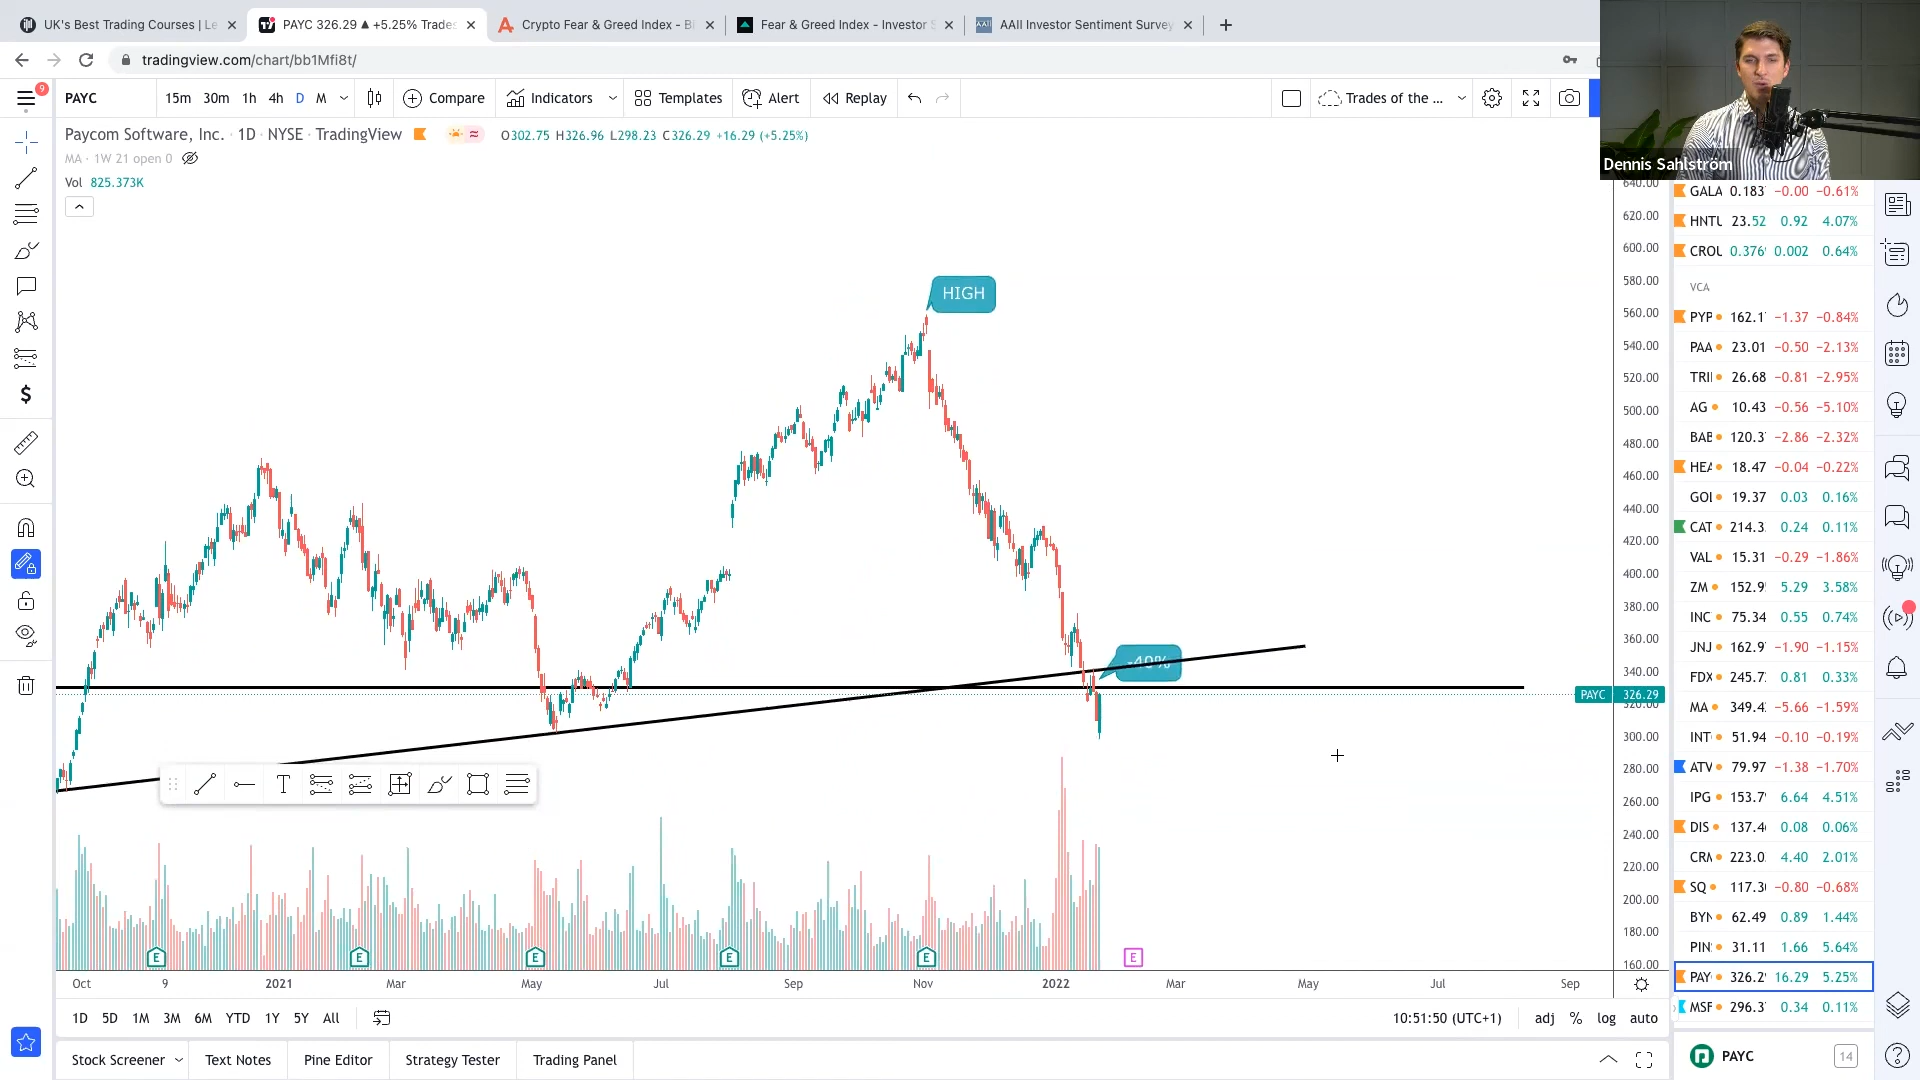 UK's Best Trading Courses | Le
PAYC 326.29 ▲ +5.25% Trades
Crypto Fear & Greed Index - Bi
Fear & Greed Index - Investor S
AAII Investor Sentiment Survey
tradingview.com/chart/bb1Mfi8t/
9
PAYC
15m 30m 1h 4h D M
Compare
Indicators
Templates
Alert
Replay
Trades of the ...
Dennis Sahlström
Paycom Software, Inc. · 1D · NYSE · TradingView
O302.75 H326.96 L298.23 C326.29 +16.29 (+5.25%)
MA · 1W 21 open 0
Vol 825.373K
HIGH
-40%
640.00
620.00
600.00
580.00
560.00
540.00
520.00
500.00
480.00
460.00
440.00
420.00
400.00
380.00
360.00
340.00
PAYC 326.29
320.00
300.00
280.00
260.00
240.00
220.00
200.00
180.00
160.00
E E E E E E
Oct 9 2021 Mar May Jul Sep Nov 2022 Mar May Jul Sep
GALA 0.183 −0.00 −0.61%
HNTU 23.52 0.92 4.07%
CROU 0.376 0.002 0.64%
VCA
PYP 162.1 −1.37 −0.84%
PAA 23.01 −0.50 −2.13%
TRI 26.68 −0.81 −2.95%
AG 10.43 −0.56 −5.10%
BAB 120.3 −2.86 −2.32%
HEA 18.47 −0.04 −0.22%
GOL 19.37 0.03 0.16%
CAT 214.3 0.24 0.11%
VAL 15.31 −0.29 −1.86%
ZM 152.9 5.29 3.58%
INC 75.34 0.55 0.74%
JNJ 162.9 −1.90 −1.15%
FDX 245.7 0.81 0.33%
MA 349.4 −5.66 −1.59%
INT 51.94 −0.10 −0.19%
ATV 79.97 −1.38 −1.70%
IPG 153.7 6.64 4.51%
DIS 137.4 0.08 0.06%
CRM 223.0 4.40 2.01%
SQ 117.3 −0.80 −0.68%
BYN 62.49 0.89 1.44%
PIN 31.11 1.66 5.64%
PAY 326.2 16.29 5.25%
MSF 296.3 0.34 0.11%
1D 5D 1M 3M 6M YTD 1Y 5Y All
10:51:50 (UTC+1)
adj % log auto
Stock Screener
Text Notes
Pine Editor
Strategy Tester
Trading Panel
PAYC
14